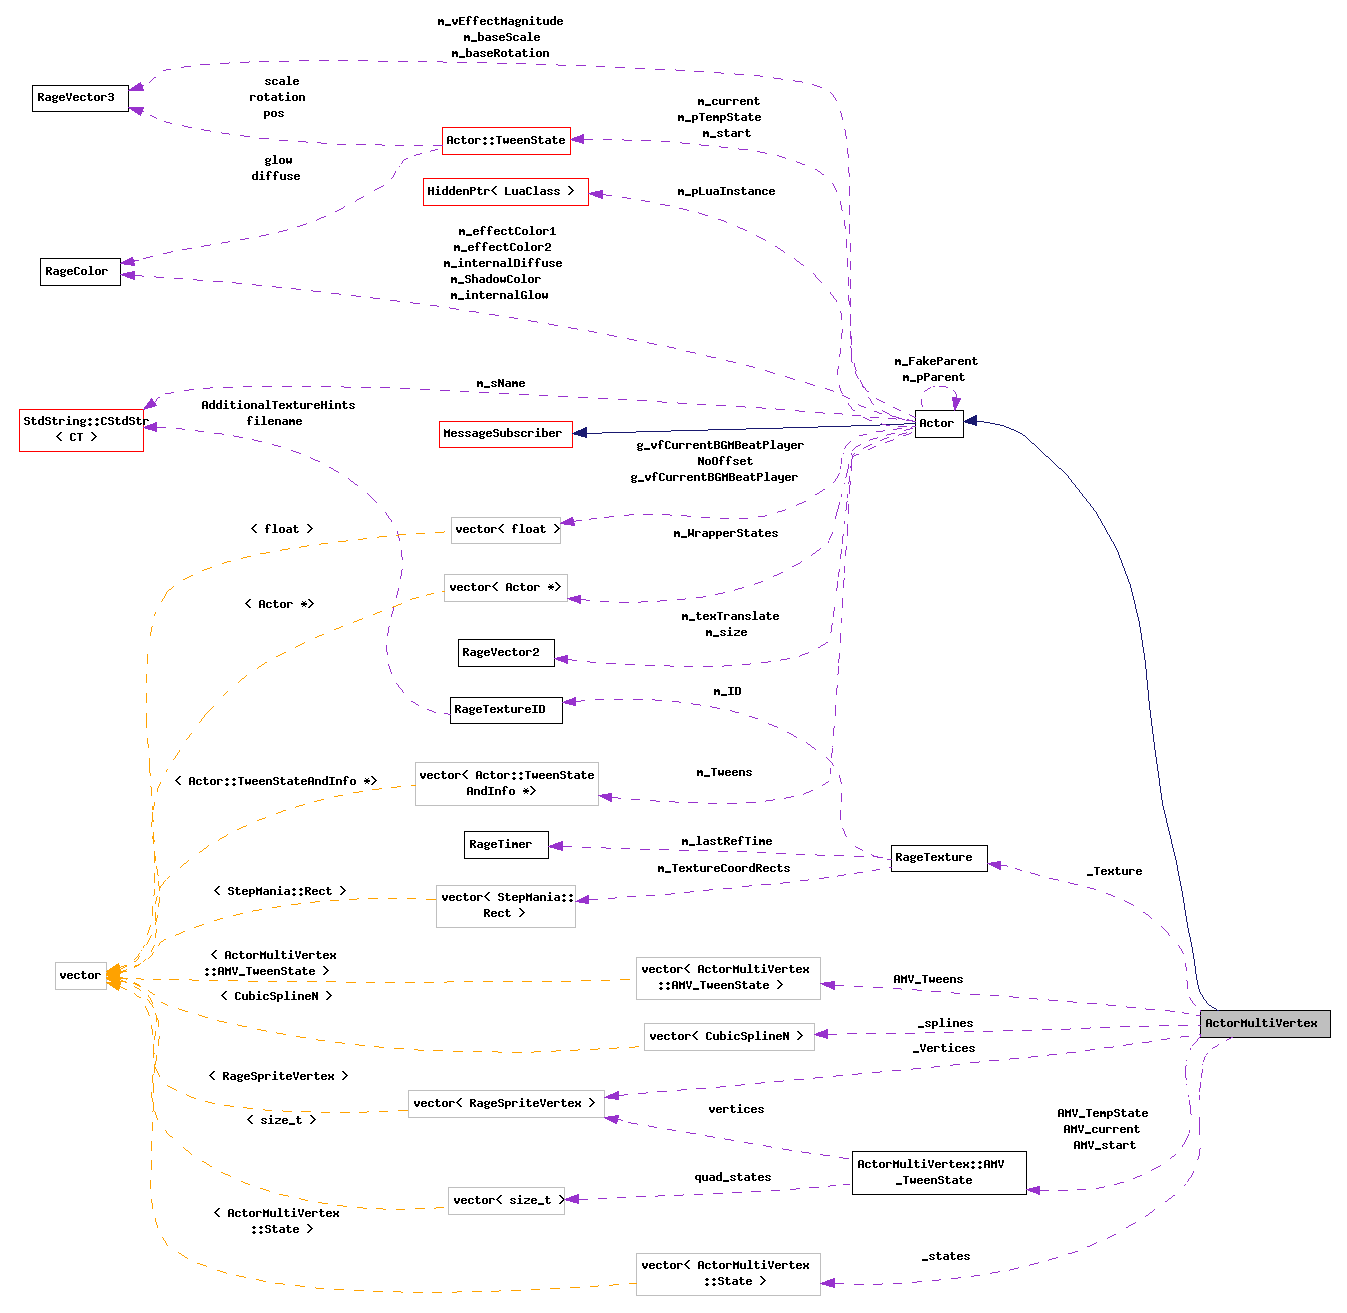 m_vEffectMagnitude
m_baseScale
m_baseRotation
RageVector3
scale
rotation
pos
m_current
m_pTempState
m_start
Actor::TweenState
glow
diffuse
HiddenPtr< LuaClass >
m_pLuaInstance
RageColor
m_effectColor1
m_effectColor2
m_internalDiffuse
m_ShadowColor
m_internalGlow
m_FakeParent
m_pParent
m_sName
StdString::CStdStr
< CT >
AdditionalTextureHints
filename
MessageSubscriber
Actor
g_vfCurrentBGMBeatPlayer
NoOffset
g_vfCurrentBGMBeatPlayer
< float >
vector< float >
m_WrapperStates
vector< Actor *>
< Actor *>
m_texTranslate
m_size
RageVector2
m_ID
RageTextureID
< Actor::TweenStateAndInfo *>
vector< Actor::TweenState
AndInfo *>
m_Tweens
RageTimer
m_lastRefTime
RageTexture
m_TextureCoordRects
_Texture
< StepMania::Rect >
vector< StepMania::
Rect >
vector
< ActorMultiVertex
::AMV_TweenState >
vector< ActorMultiVertex
::AMV_TweenState >
AMV_Tweens
< CubicSplineN >
vector< CubicSplineN >
_splines
ActorMultiVertex
_Vertices
< RageSpriteVertex >
vector< RageSpriteVertex >
vertices
< size_t >
AMV_TempState
AMV_current
AMV_start
ActorMultiVertex::AMV
_TweenState
quad_states
vector< size_t >
< ActorMultiVertex
::State >
vector< ActorMultiVertex
::State >
_states